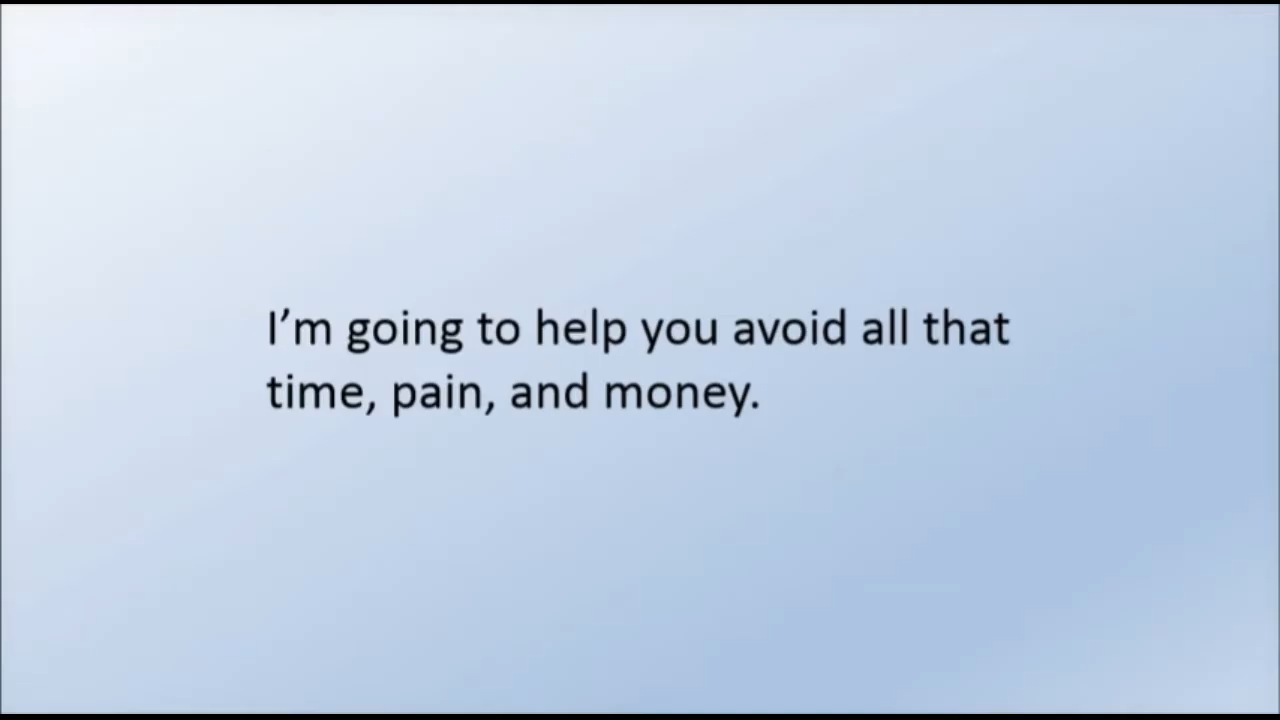 I’m going to help you avoid all that
time, pain, and money.